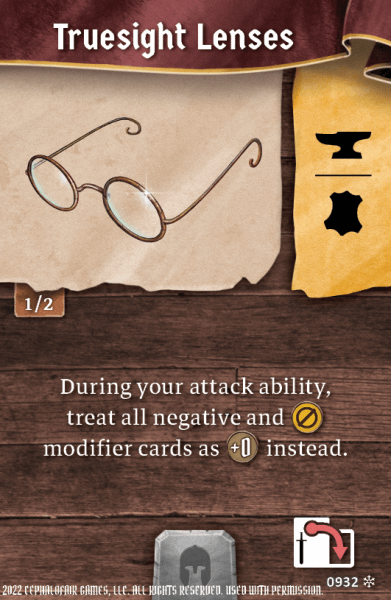 Truesight Lenses
1/2
During your attack ability,
treat all negative and
modifier cards as +0 instead.
0932
2022 CEPHALOFAIR GAMES, LLC. ALL RIGHTS RESERVED. USED WITH PERMISSION.